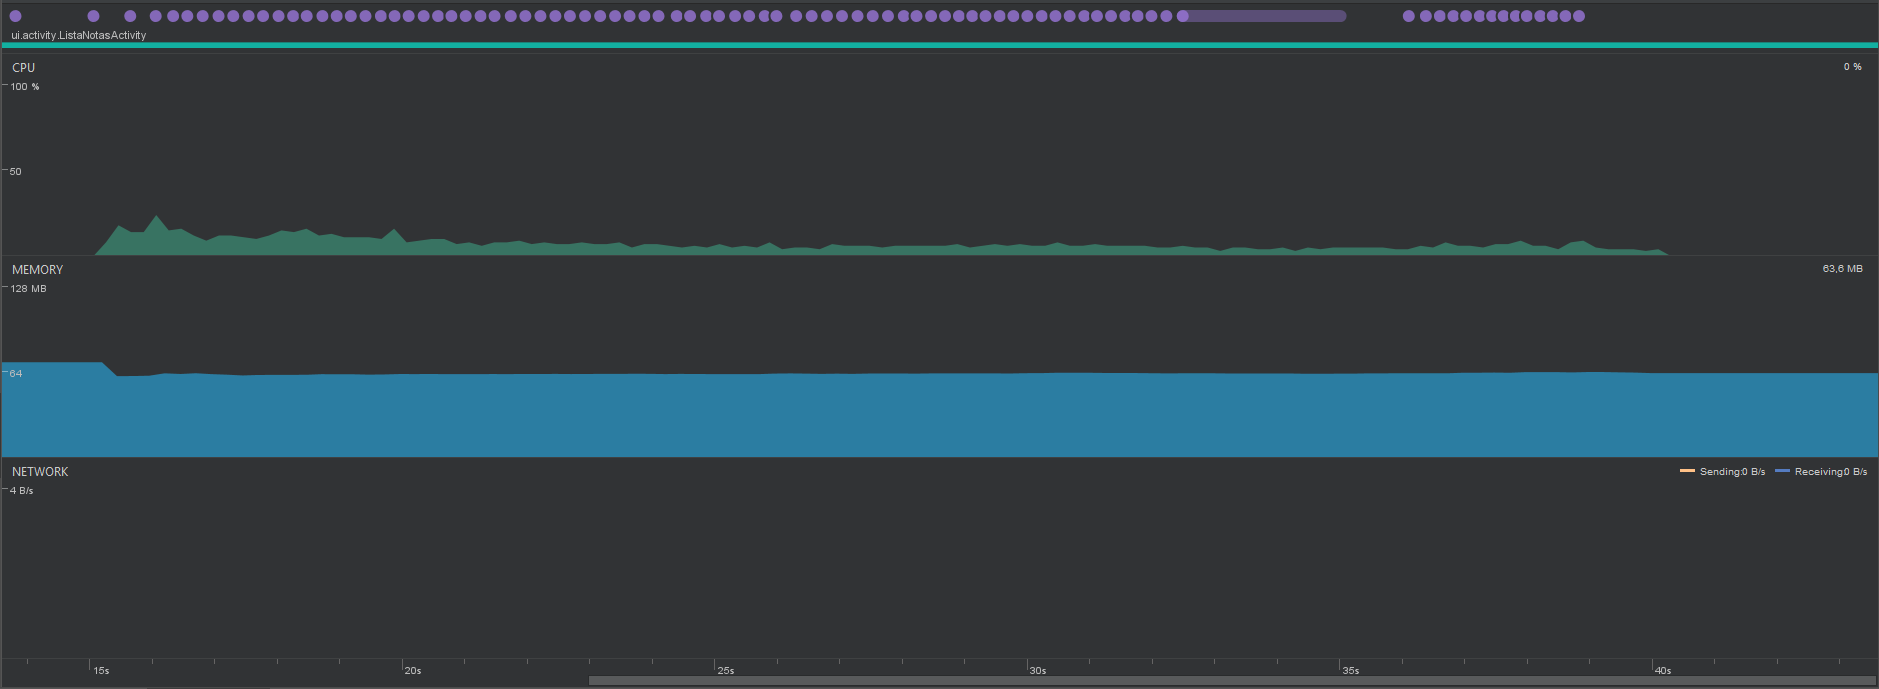 ui.activity.ListaNotasActivity
CPU
0 %
100 %
50
MEMORY
63,6 MB
128 MB
64
NETWORK
Sending:0 B/s
Receiving:0 B/s
4 B/s
15s
20s
25s
30s
35s
40s